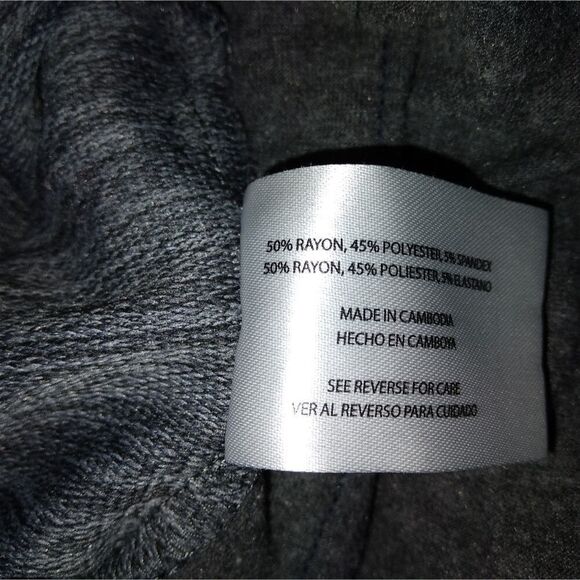 50% RAYON, 45% POLYESTER, 5% SPANDEX
50% RAYON, 45% POLIESTER, 5% ELASTANO
MADE IN CAMBODIA
HECHO EN CAMBOYA
SEE REVERSE FOR CARE
VER AL REVERSO PARA CUIDADO